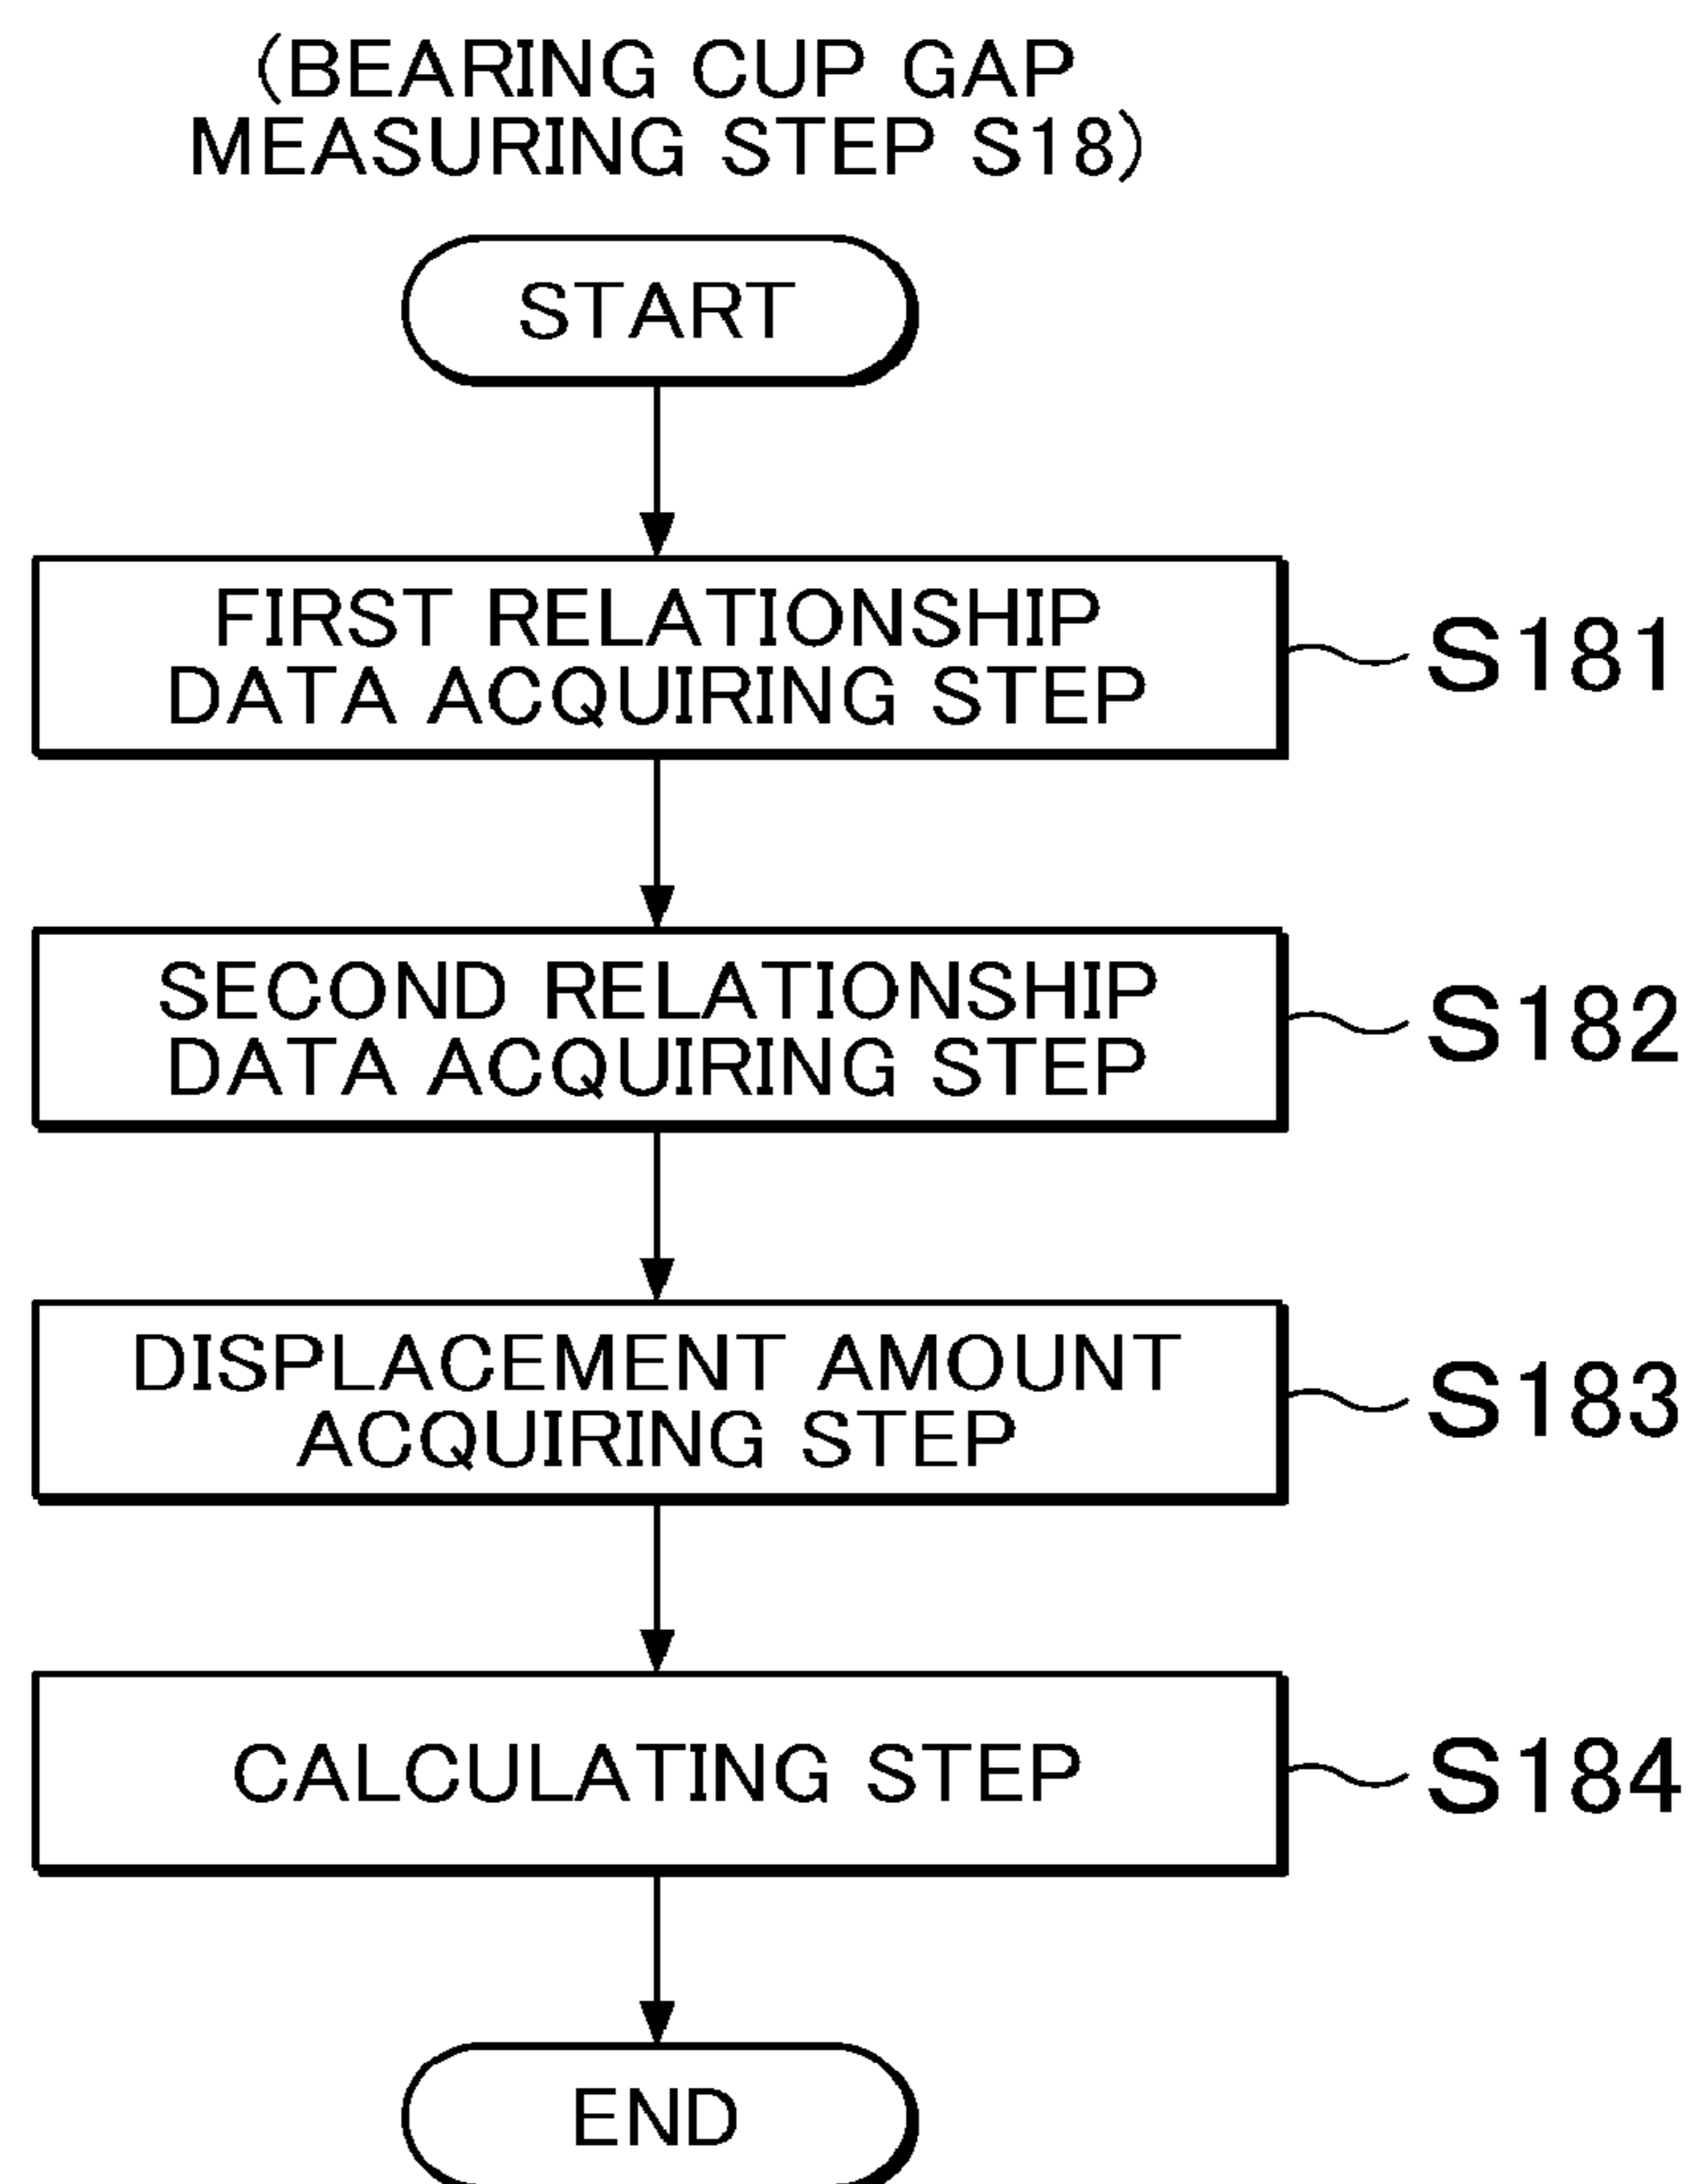 (BEARING CUP GAP
MEASURING STEP S18)
START
FIRST RELATIONSHIP
DATA ACQUIRING STEP
S181
SECOND RELATIONSHIP
DATA ACQUIRING STEP
S182
DISPLACEMENT AMOUNT
ACQUIRING STEP
S183
CALCULATING STEP
S184
END